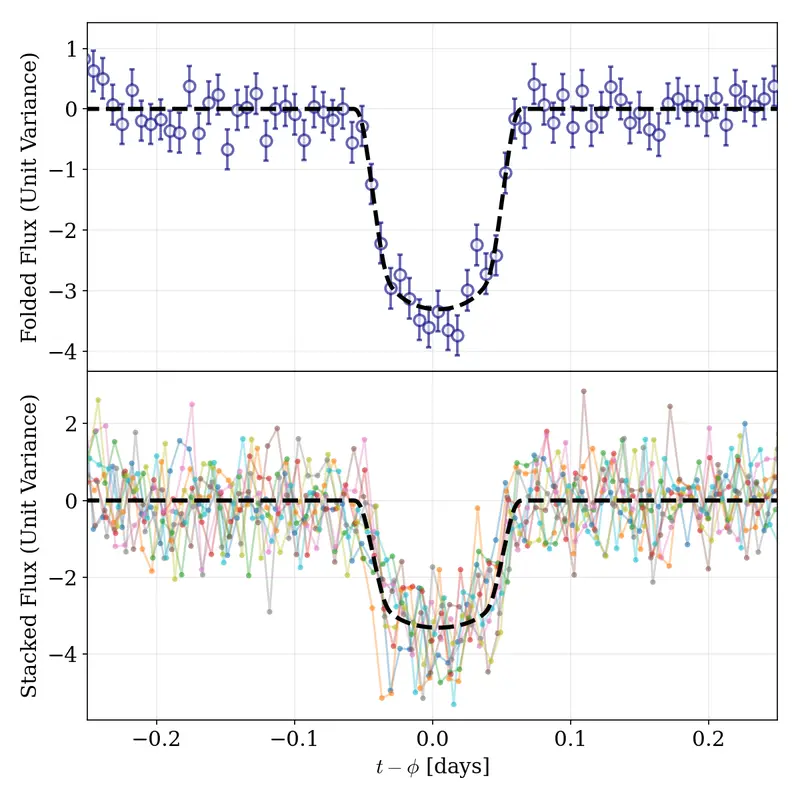 Folded Flux (Unit Variance)
1
0
−1
−2
−3
−4
Stacked Flux (Unit Variance)
2
0
−2
−4
−0.2 −0.1 0.0 0.1 0.2
t − ϕ [days]